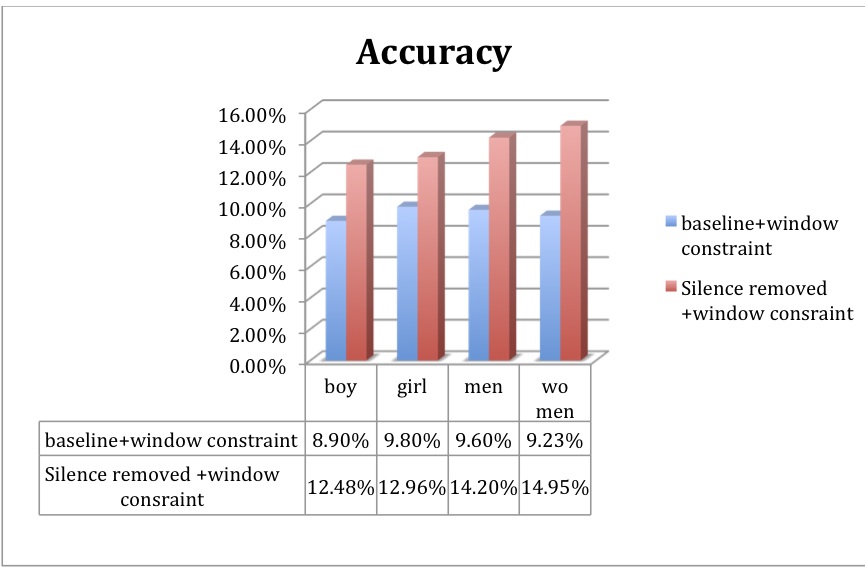 Accuracy
16.00%
14.00%
12.00%
10.00%
8.00%
6.00%
4.00%
2.00%
0.00%
baseline+window
constraint
Silence removed
+window consraint
boy girl men wo
men
baseline+window constraint 8.90% 9.80% 9.60% 9.23%
Silence removed +window
consraint 12.48% 12.96% 14.20% 14.95%